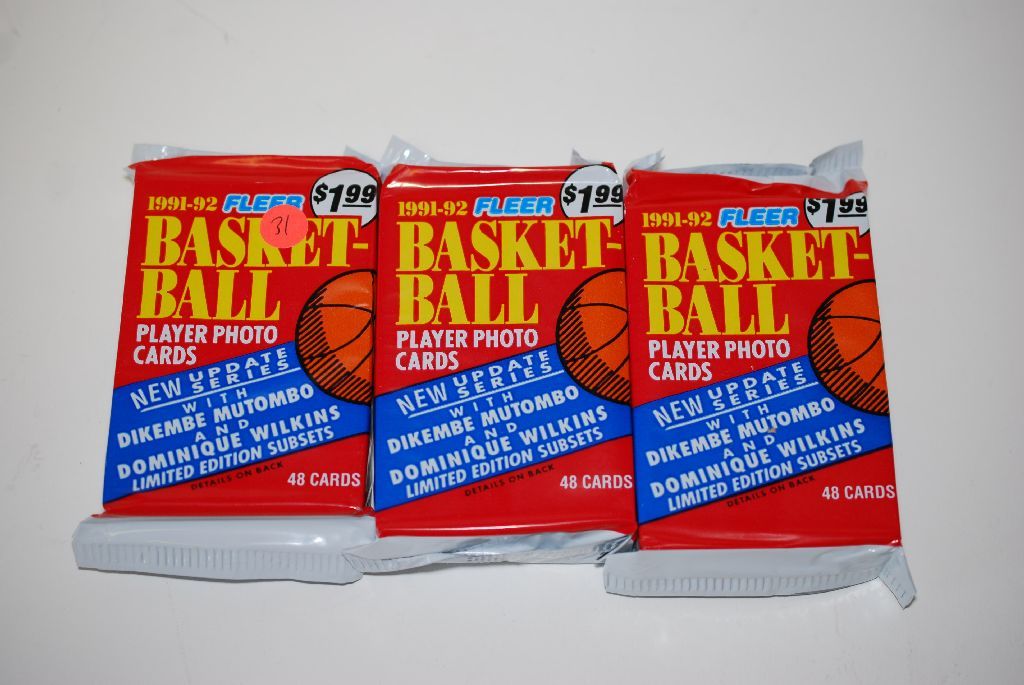 1991-92 FLEER $1.99
31
BASKET-
BALL
PLAYER PHOTO
CARDS
NEW UPDATE
SERIES
WITH
DIKEMBE MUTOMBO
AND
DOMINIQUE WILKINS
LIMITED EDITION SUBSETS
DETAILS ON BACK
48 CARDS
1991-92 FLEER $1.99
BASKET-
BALL
PLAYER PHOTO
CARDS
NEW UPDATE
SERIES
WITH
DIKEMBE MUTOMBO
AND
DOMINIQUE WILKINS
LIMITED EDITION SUBSETS
DETAILS ON BACK
48 CARDS
1991-92 FLEER $1.99
BASKET-
BALL
PLAYER PHOTO
CARDS
NEW UPDATE
SERIES
WITH
DIKEMBE MUTOMBO
AND
DOMINIQUE WILKINS
LIMITED EDITION SUBSETS
DETAILS ON BACK
48 CARDS